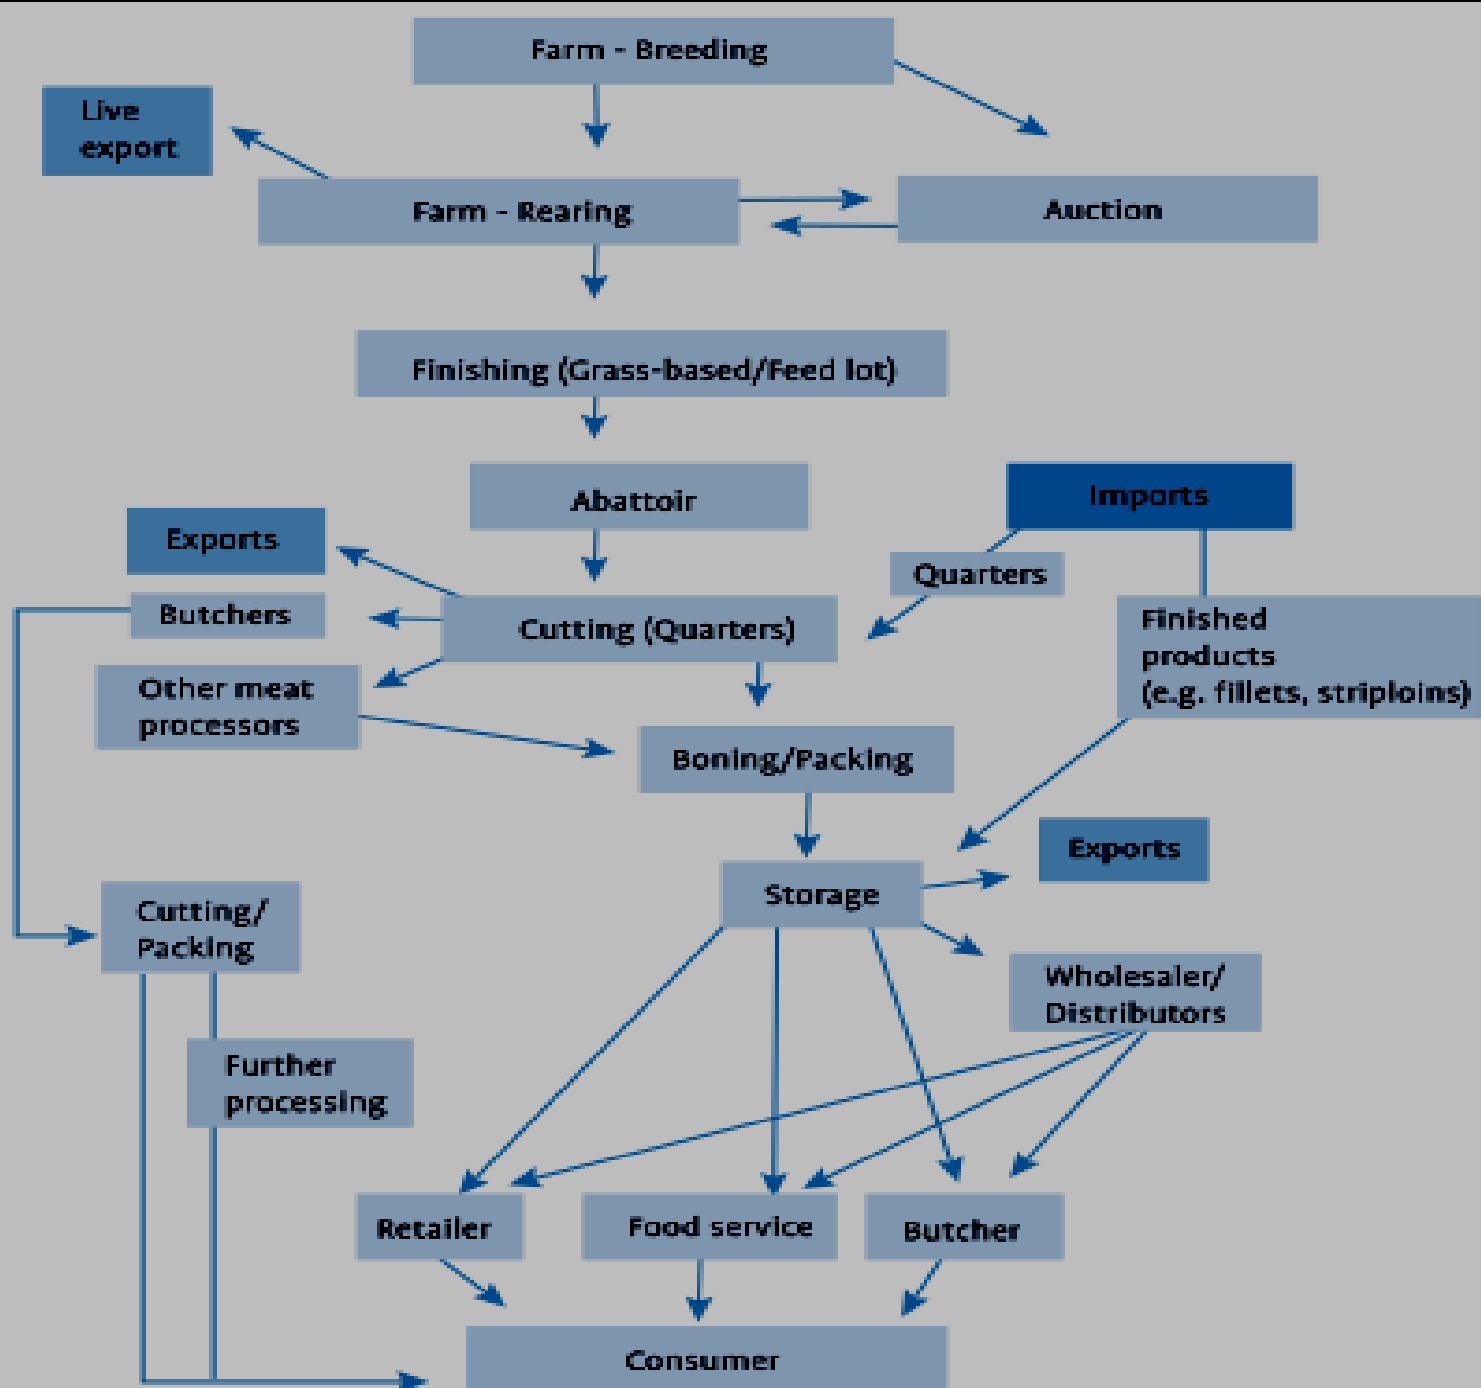 Farm - Breeding
Live
export
Farm - Rearing
Auction
Finishing (Grass-based/Feed lot)
Abattoir
Imports
Exports
Quarters
Butchers
Cutting (Quarters)
Finished
products
(e.g. fillets, striploins)
Other meat
processors
Boning/Packing
Exports
Storage
Cutting/
Packing
Wholesaler/
Distributors
Further
processing
Retailer
Food service
Butcher
Consumer